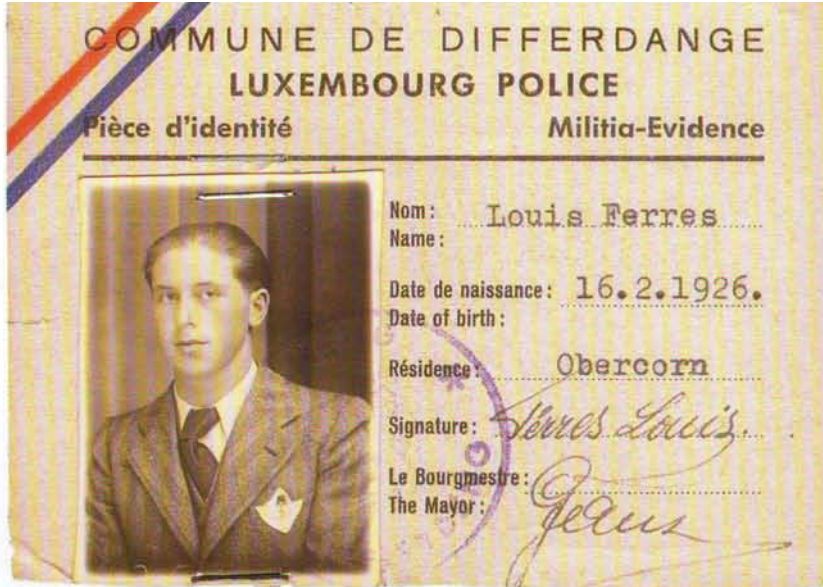 COMMUNE DE DIFFERDANGE
LUXEMBOURG POLICE
Pièce d'identité Militia-Evidence
Nom: Louis Ferres
Name:
Date de naissance: 16.2.1926.
Date of birth:
Résidence: Obercorn
Signature: Férres Louis.
Le Bourgmestre:
The Mayor: